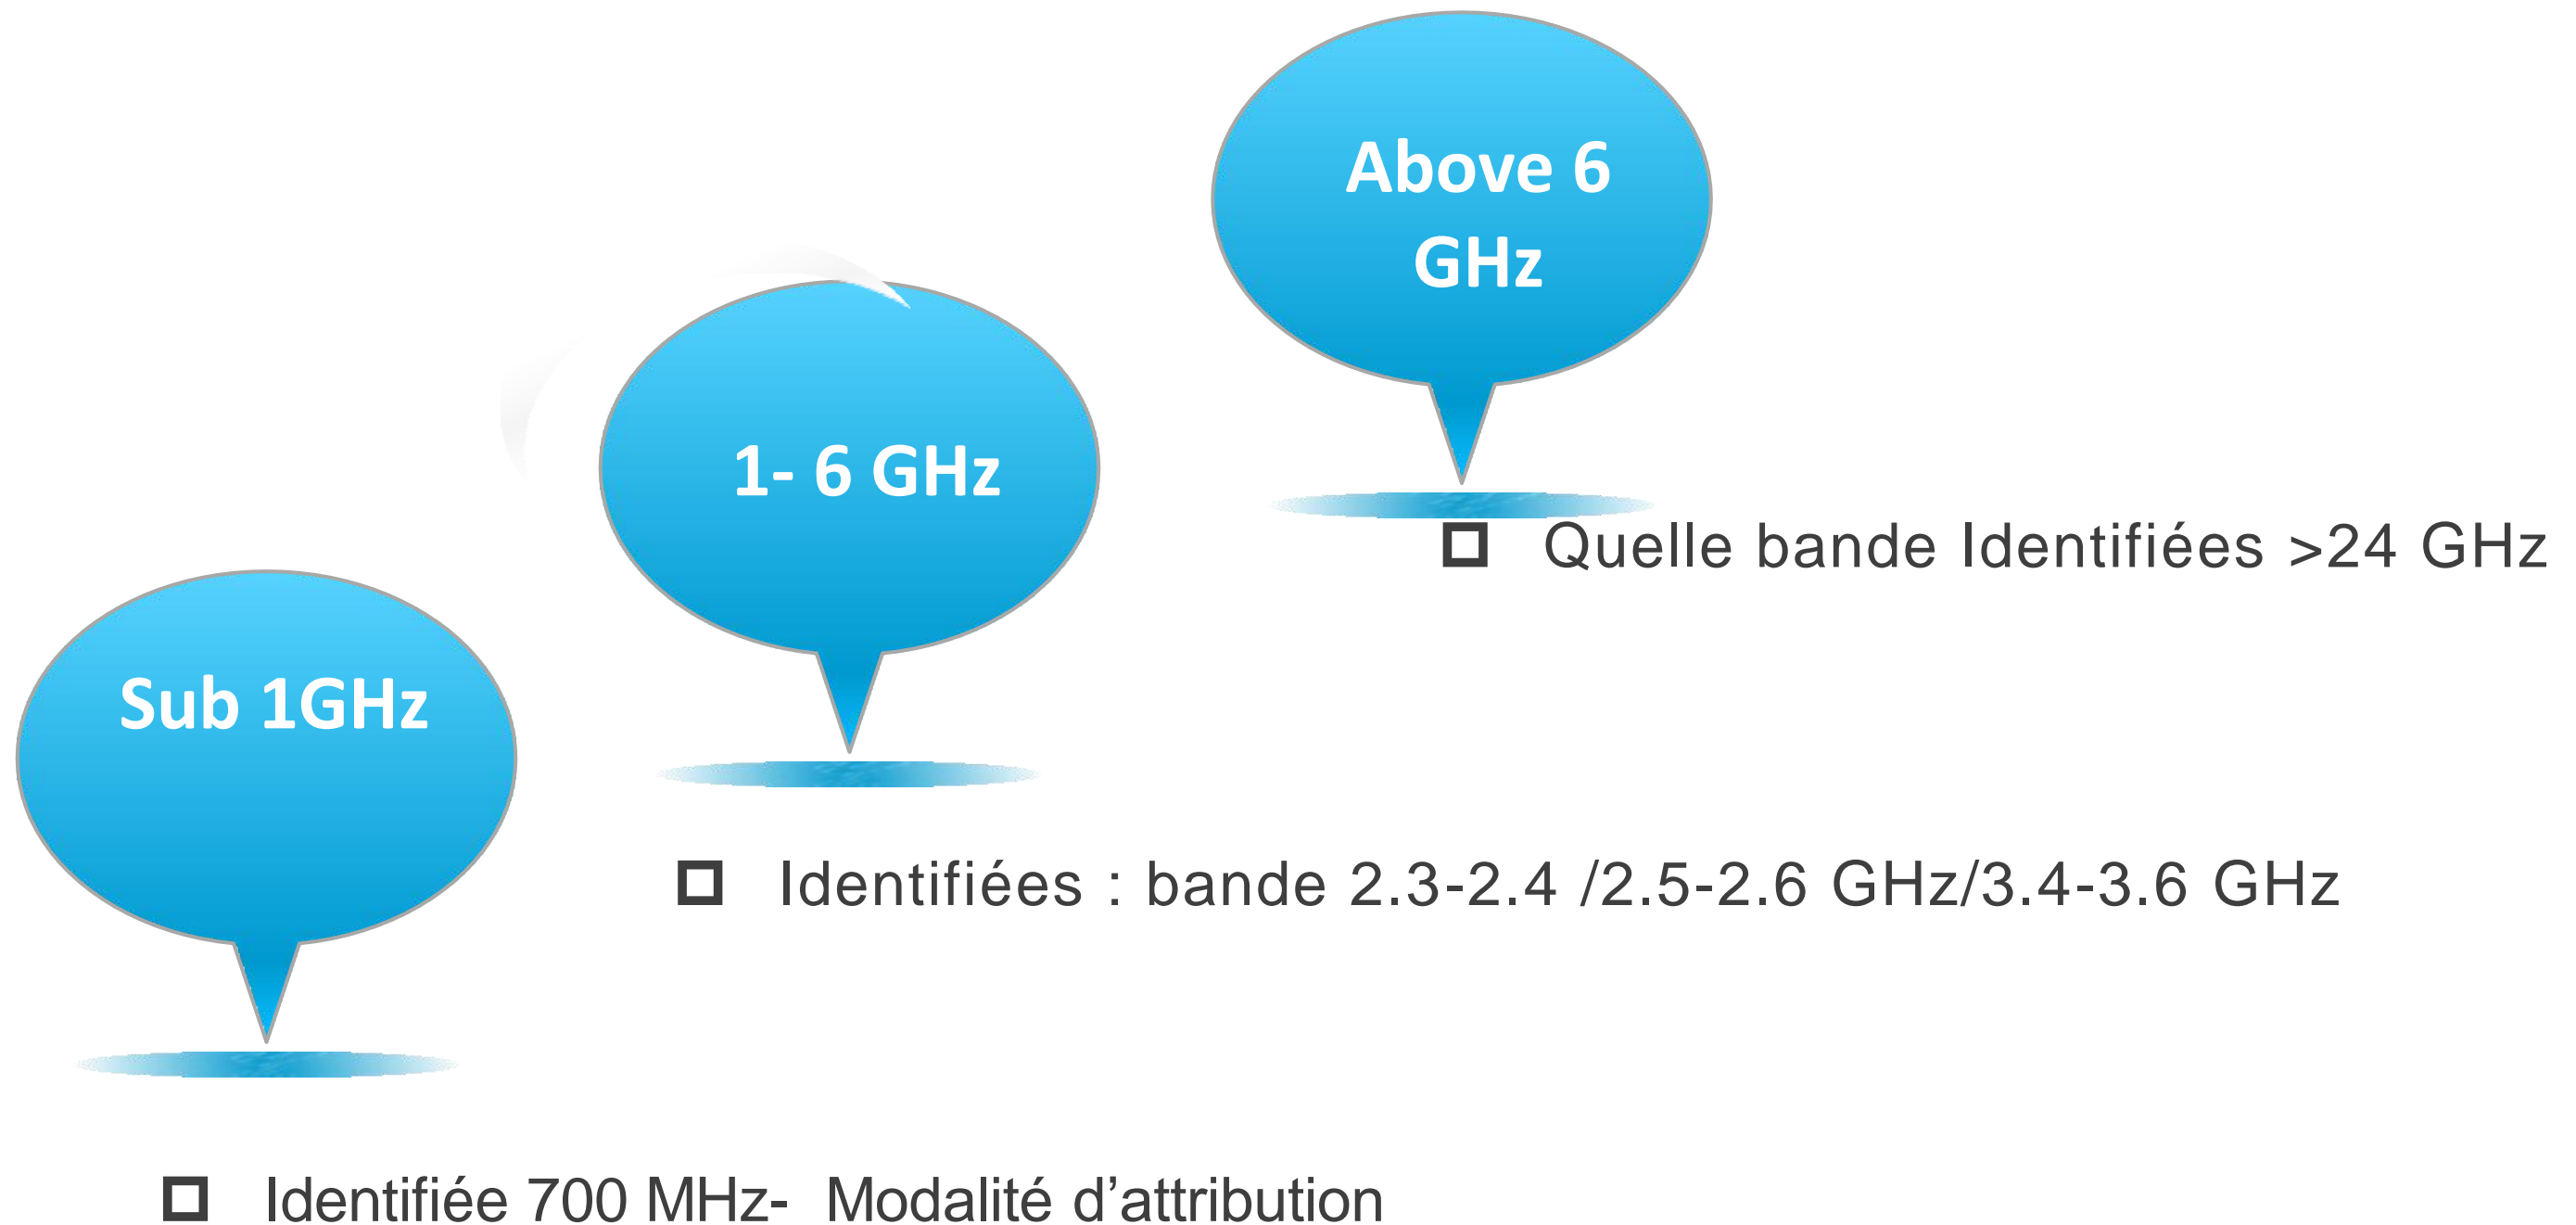 Above 6
GHz
Quelle bande Identifiées >24 GHz
1- 6 GHz
Identifiées : bande 2.3-2.4 /2.5-2.6 GHz/3.4-3.6 GHz
Sub 1GHz
Identifiée 700 MHz- Modalité d’attribution